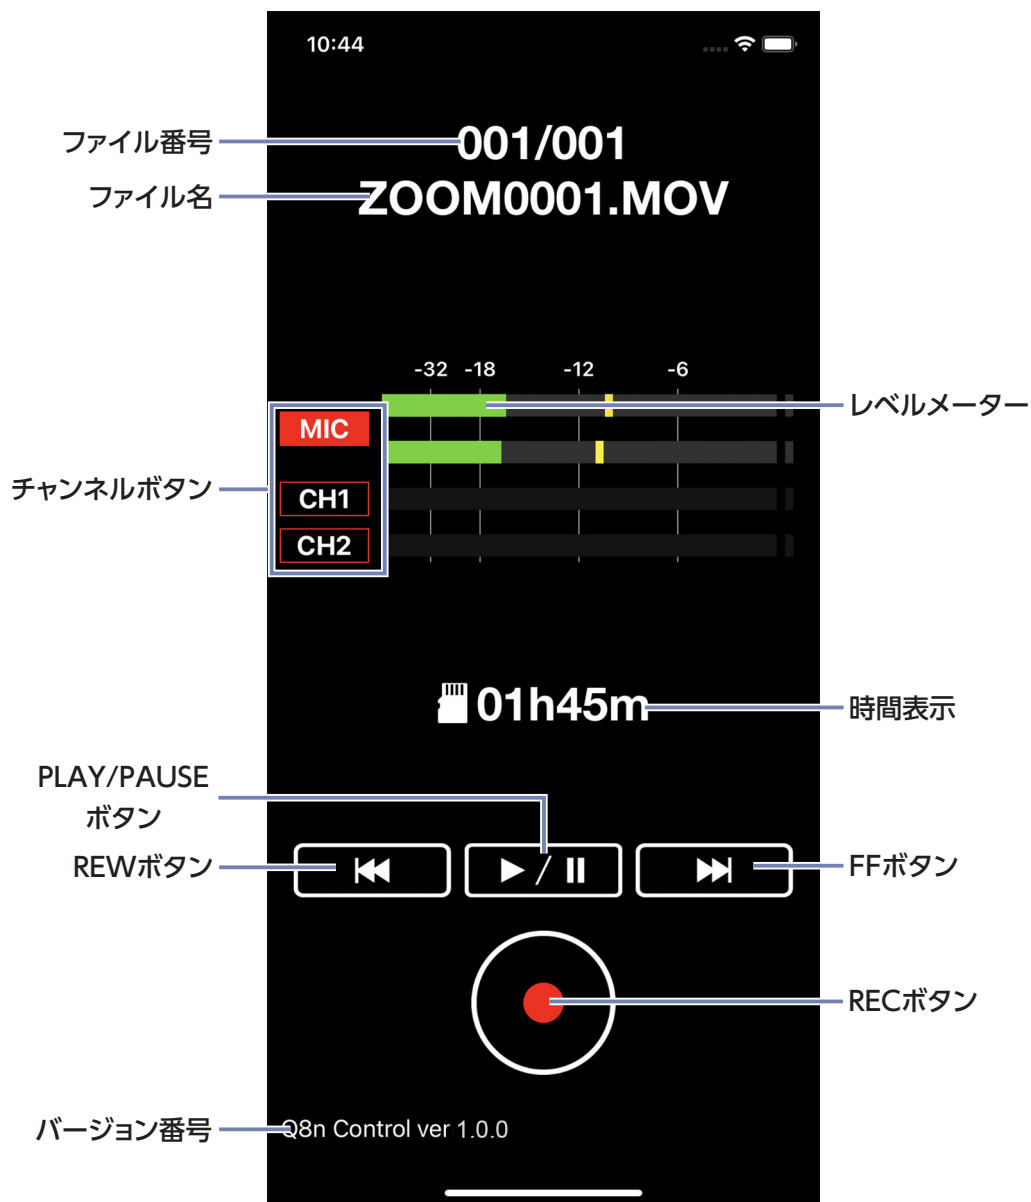 10:44
ファイル番号
001/001
ファイル名
ZOOM0001.MOV
-32 -18 -12 -6
レベルメーター
MIC
チャンネルボタン
CH1
CH2
01h45m
時間表示
PLAY/PAUSE
ボタン
REWボタン
FFボタン
RECボタン
バージョン番号
Q8n Control ver 1.0.0